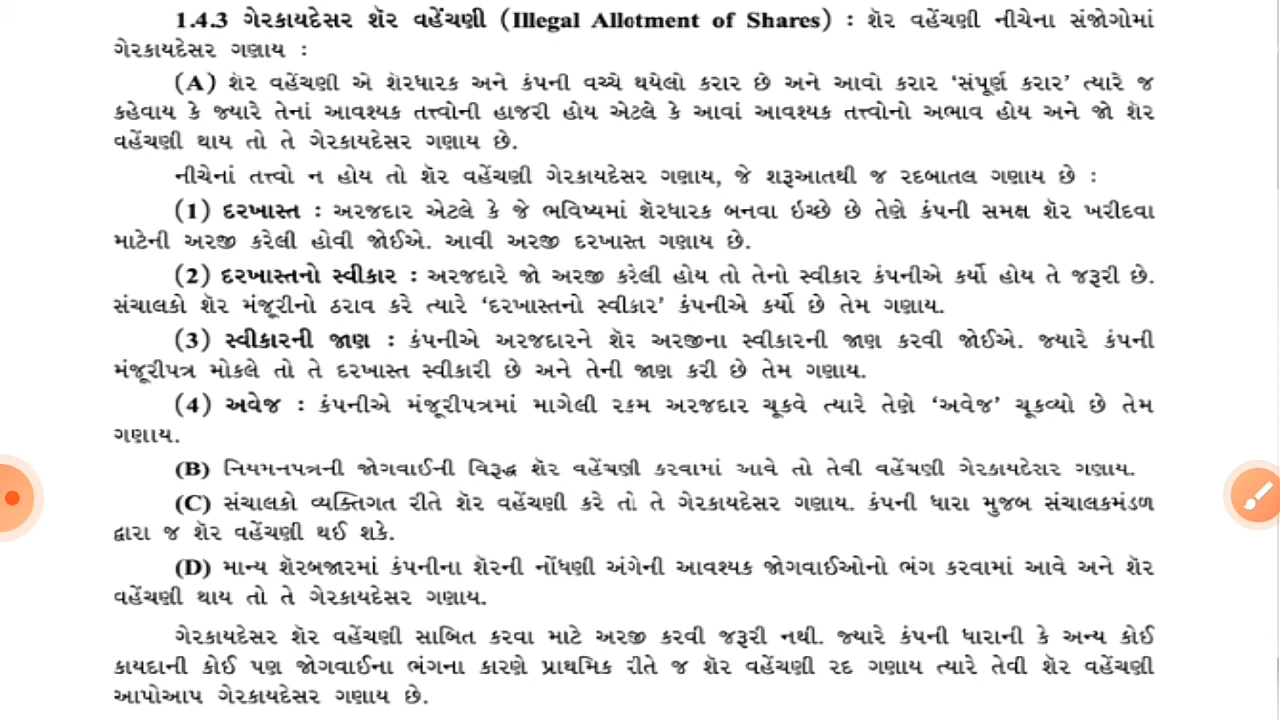 1.4.3 ગેરકાયદેસર શૅર વહેંચણી (Illegal Allotment of Shares) : શૅર વહેંચણી નીચેના સંજોગોમાં
ગેરકાયદેસર ગણાય :
(A) શૅર વહેંચણી એ શૅરધારક અને કંપની વચ્ચે થયેલો કરાર છે અને આવો કરાર ‘સંપૂર્ણ કરાર’ ત્યારે જ
કહેવાય કે જ્યારે તેનાં આવશ્યક તત્ત્વોની હાજરી હોય એટલે કે આવાં આવશ્યક તત્ત્વોનો અભાવ હોય અને જો શૅર
વહેંચણી થાય તો તે ગેરકાયદેસર ગણાય છે.
નીચેનાં તત્ત્વો ન હોય તો શૅર વહેંચણી ગેરકાયદેસર ગણાય, જે શરૂઆતથી જ રદબાતલ ગણાય છે :
(1) દરખાસ્ત : અરજદાર એટલે કે જે ભવિષ્યમાં શૅરધારક બનવા ઇચ્છે છે તેણે કંપની સમક્ષ શૅર ખરીદવા
માટેની અરજી કરેલી હોવી જોઈએ. આવી અરજી દરખાસ્ત ગણાય છે.
(2) દરખાસ્તનો સ્વીકાર : અરજદારે જો અરજી કરેલી હોય તો તેનો સ્વીકાર કંપનીએ કર્યો હોય તે જરૂરી છે.
સંચાલકો શૅર મંજૂરીનો ઠરાવ કરે ત્યારે ‘દરખાસ્તનો સ્વીકાર’ કંપનીએ કર્યો છે તેમ ગણાય.
(3) સ્વીકારની જાણ : કંપનીએ અરજદારને શૅર અરજીના સ્વીકારની જાણ કરવી જોઈએ. જ્યારે કંપની
મંજૂરીપત્ર મોકલે તો તે દરખાસ્ત સ્વીકારી છે અને તેની જાણ કરી છે તેમ ગણાય.
(4) અવેજ : કંપનીએ મંજૂરીપત્રમાં માગેલી રકમ અરજદાર ચૂકવે ત્યારે તેણે ‘અવેજ’ ચૂકવ્યો છે તેમ
ગણાય.
(B) નિયમનપત્રની જોગવાઈની વિરુદ્ધ શૅર વહેંચણી કરવામાં આવે તો તેવી વહેંચણી ગેરકાયદેસર ગણાય.
(C) સંચાલકો વ્યક્તિગત રીતે શૅર વહેંચણી કરે તો તે ગેરકાયદેસર ગણાય. કંપની ધારા મુજબ સંચાલકમંડળ
દ્વારા જ શૅર વહેંચણી થઈ શકે.
(D) માન્ય શૅરબજારમાં કંપનીના શૅરની નોંધણી અંગેની આવશ્યક જોગવાઈઓનો ભંગ કરવામાં આવે અને શૅર
વહેંચણી થાય તો તે ગેરકાયદેસર ગણાય.
ગેરકાયદેસર શૅર વહેંચણી સાબિત કરવા માટે અરજી કરવી જરૂરી નથી. જ્યારે કંપની ધારાની કે અન્ય કોઈ
કાયદાની કોઈ પણ જોગવાઈના ભંગના કારણે પ્રાથમિક રીતે જ શૅર વહેંચણી રદ ગણાય ત્યારે તેવી શૅર વહેંચણી
આપોઆપ ગેરકાયદેસર ગણાય છે.